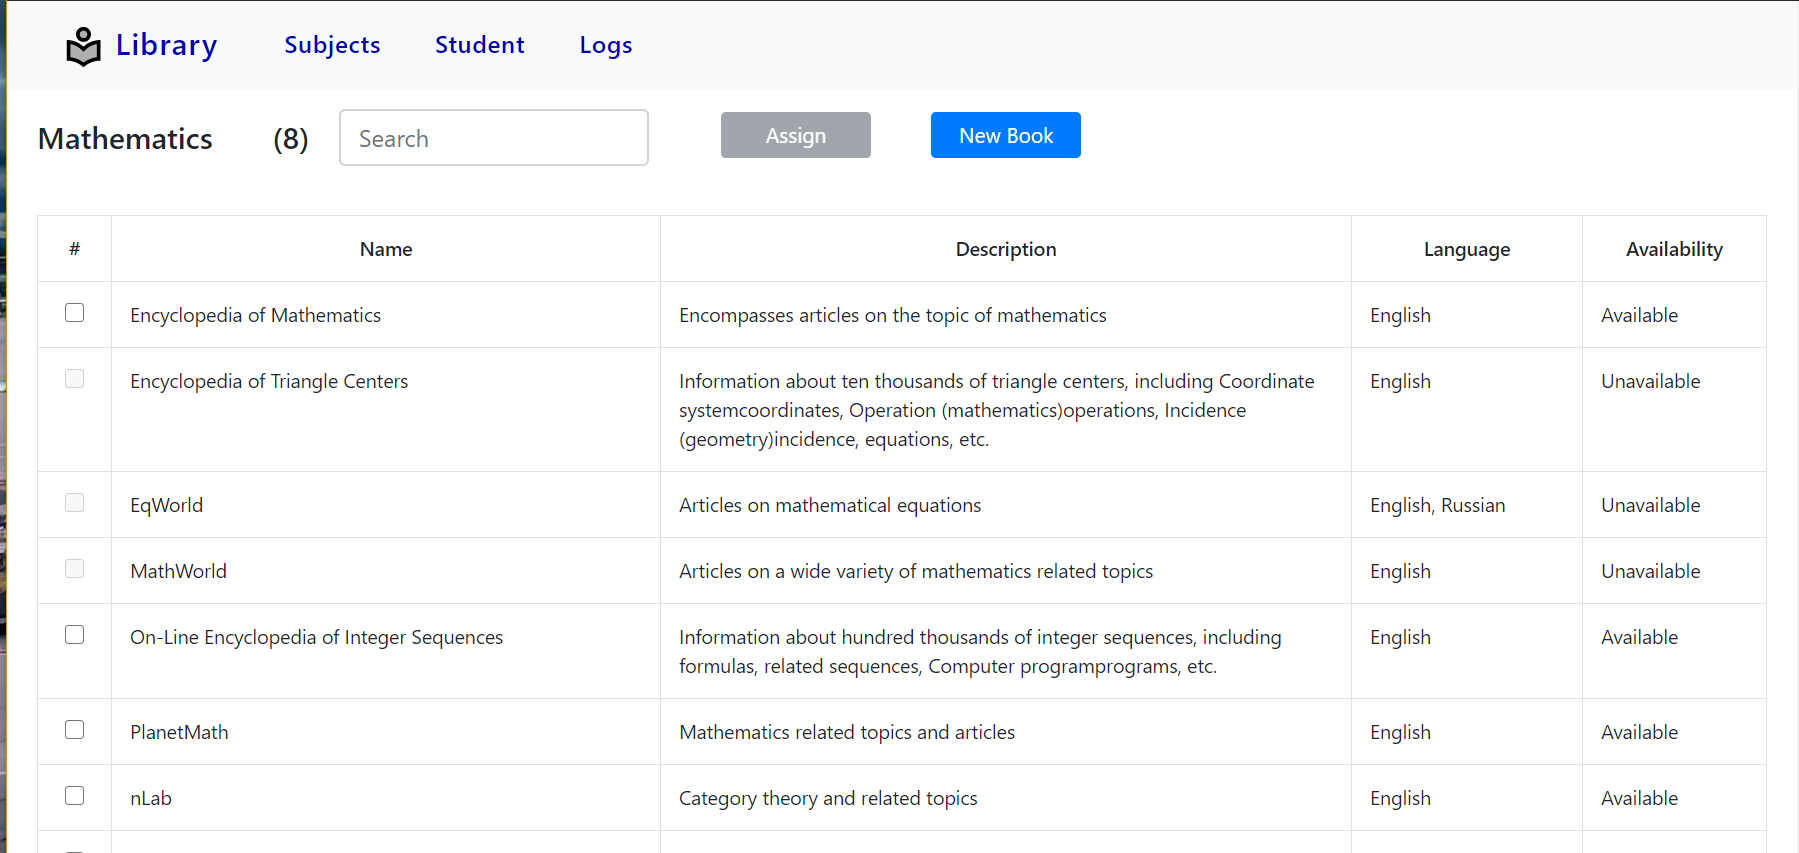 Library Subjects Student Logs
Mathematics (8) Search Assign New Book
# Name Description Language Availability
Encyclopedia of Mathematics Encompasses articles on the topic of mathematics English Available
Encyclopedia of Triangle Centers Information about ten thousands of triangle centers, including Coordinate English Unavailable
systemcoordinates, Operation (mathematics)operations, Incidence
(geometry)incidence, equations, etc.
EqWorld Articles on mathematical equations English, Russian Unavailable
MathWorld Articles on a wide variety of mathematics related topics English Unavailable
On-Line Encyclopedia of Integer Sequences Information about hundred thousands of integer sequences, including English Available
formulas, related sequences, Computer programprograms, etc.
PlanetMath Mathematics related topics and articles English Available
nLab Category theory and related topics English Available